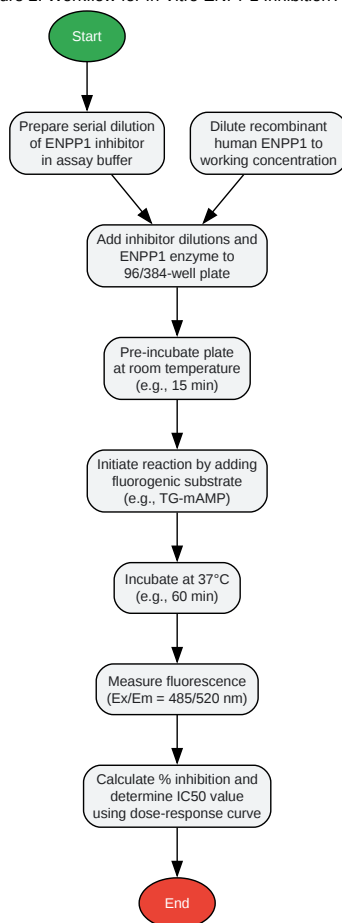 Start
Prepare serial dilution
of ENPP1 inhibitor
in assay buffer
Dilute recombinant
human ENPP1 to
working concentration
Add inhibitor dilutions and
ENPP1 enzyme to
96/384-well plate
Pre-incubate plate
at room temperature
(e.g., 15 min)
Initiate reaction by adding
fluorogenic substrate
(e.g., TG-mAMP)
Incubate at 37°C
(e.g., 60 min)
Measure fluorescence
(Ex/Em = 485/520 nm)
Calculate % inhibition and
determine IC50 value
using dose-response curve
End